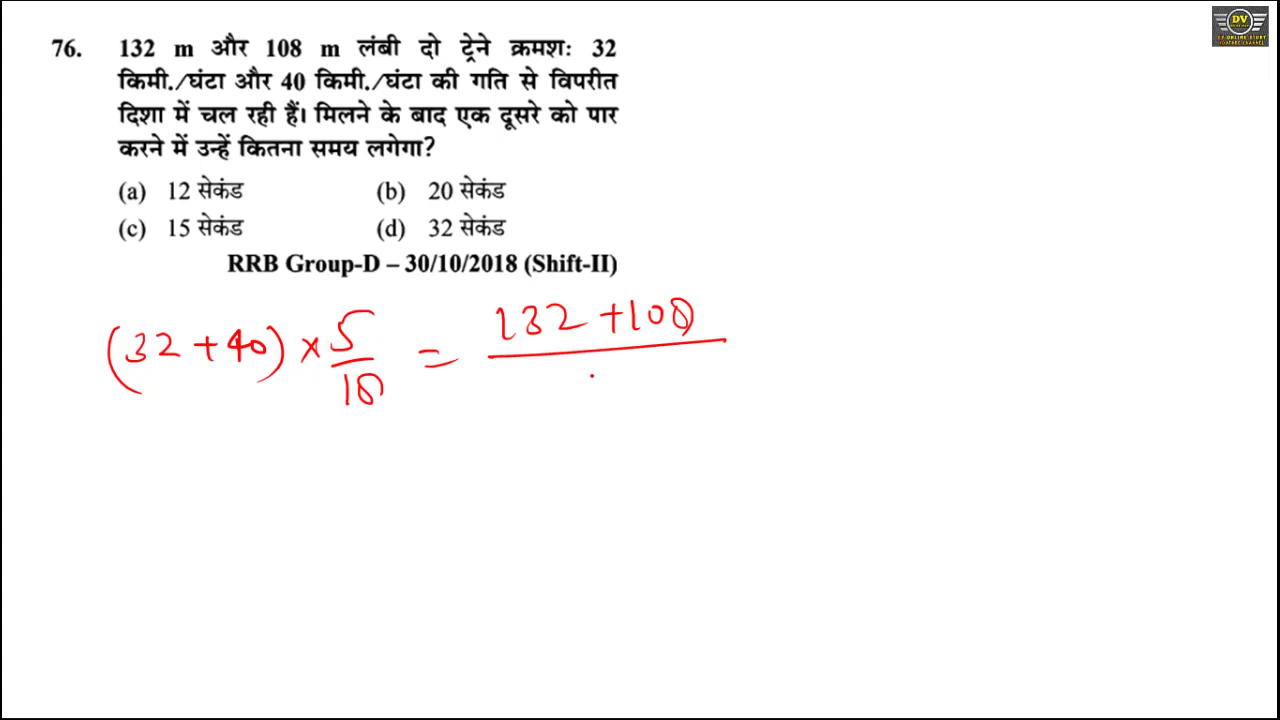 76. 132 m और 108 m लंबी दो ट्रेने क्रमश: 32
किमी./घंटा और 40 किमी./घंटा की गति से विपरीत
दिशा में चल रही हैं। मिलने के बाद एक दूसरे को पार
करने में उन्हें कितना समय लगेगा?
(a) 12 सेकंड (b) 20 सेकंड
(c) 15 सेकंड (d) 32 सेकंड
RRB Group-D – 30/10/2018 (Shift-II)
(32 + 40) × 5/18 = 132 + 108
DV